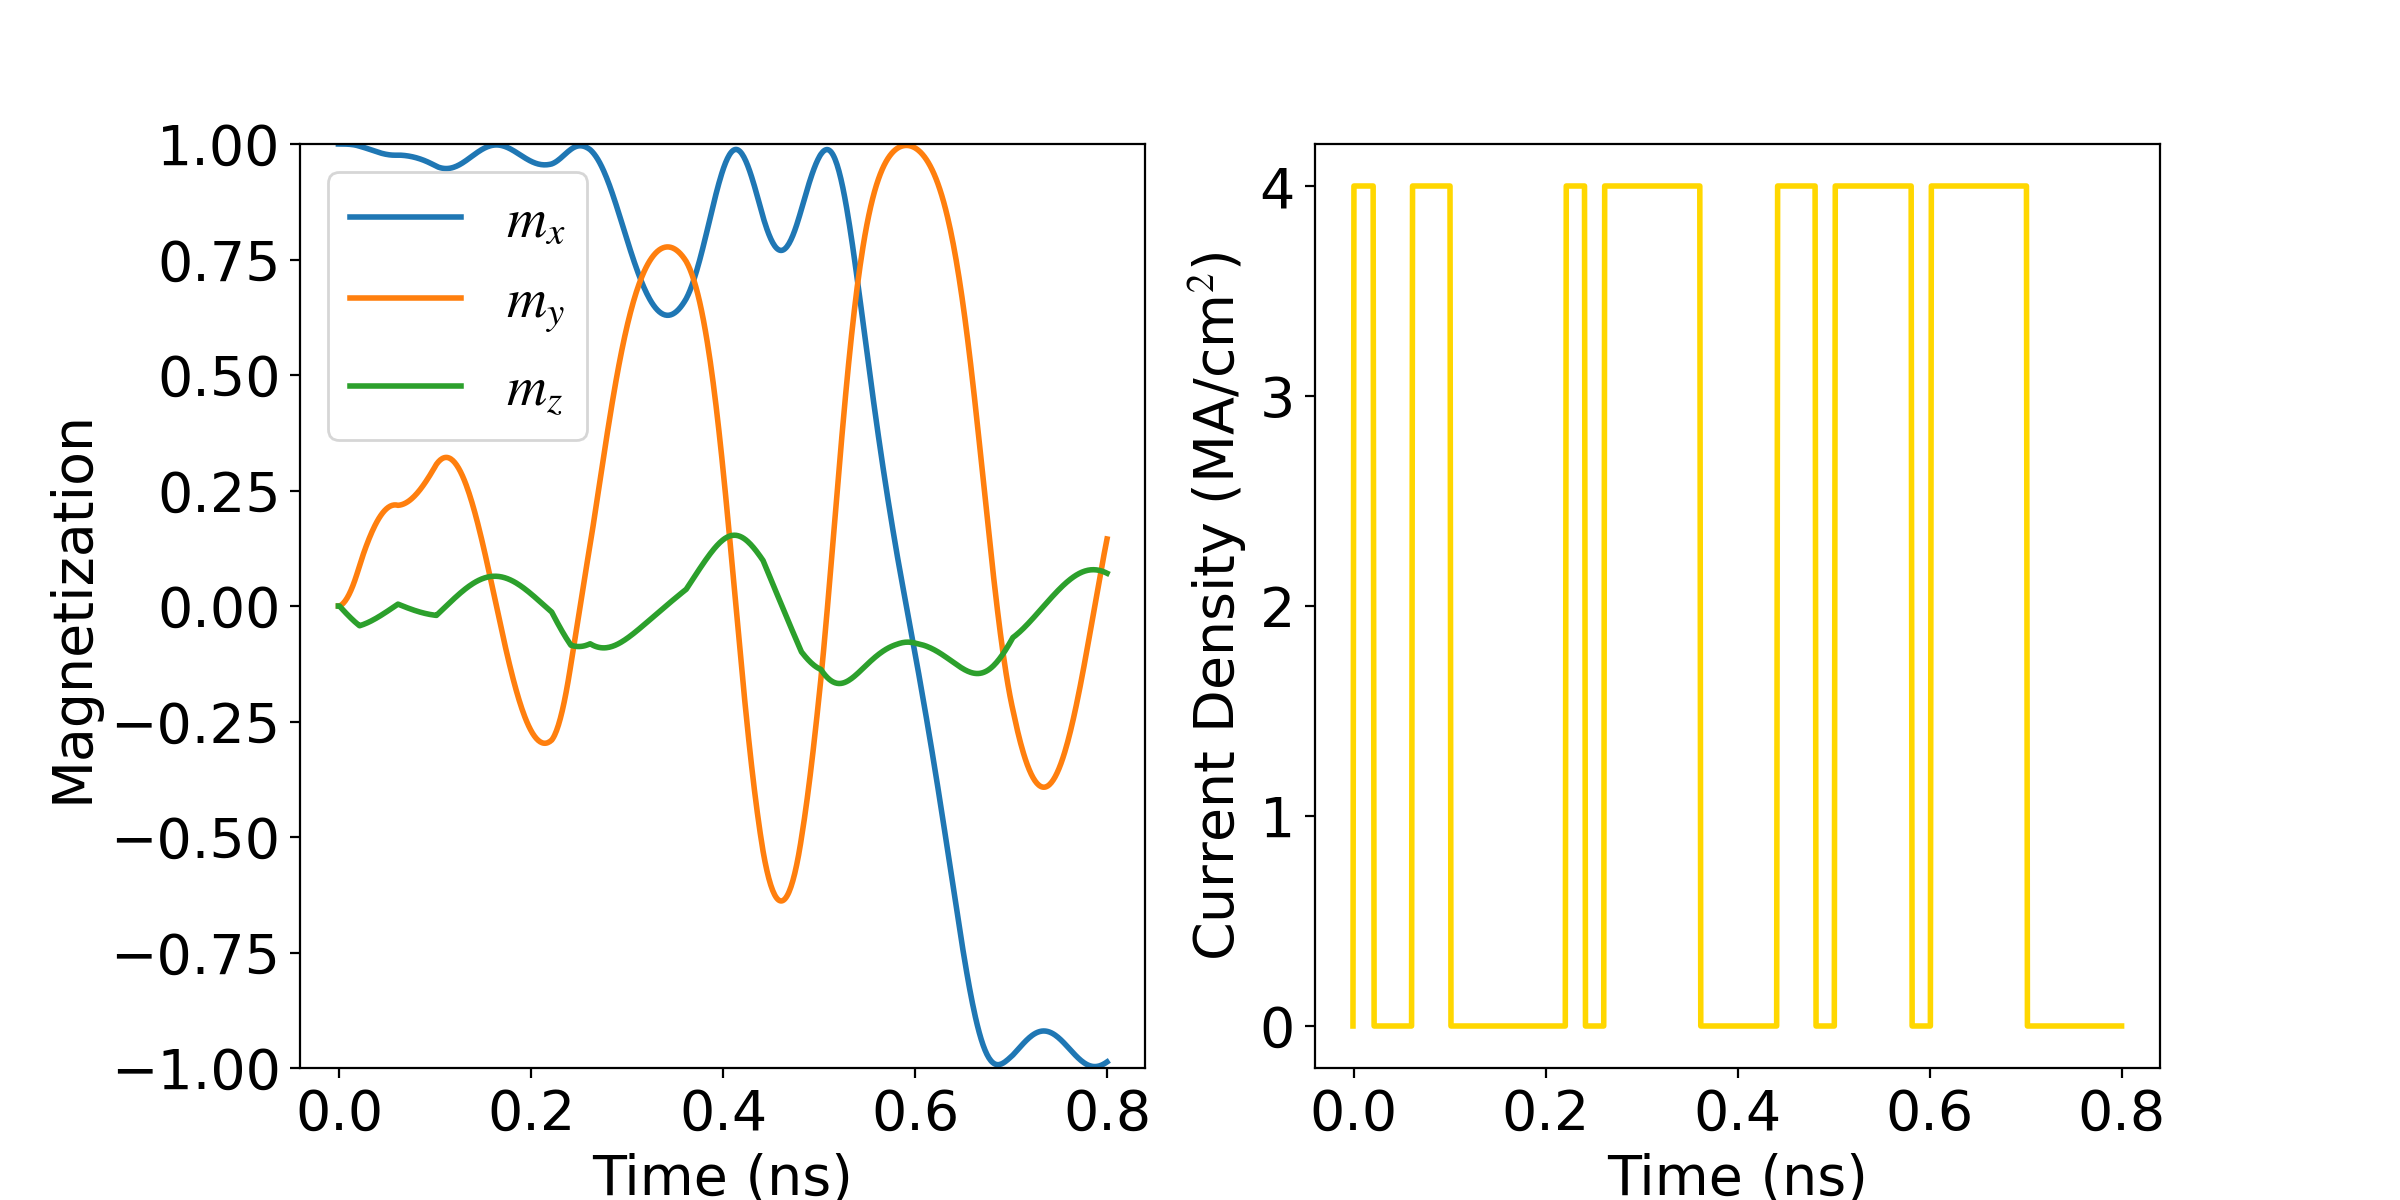 1.00
0.75
0.50
0.25
0.00
−0.25
−0.50
−0.75
−1.00
Magnetization
m_x
m_y
m_z
0.0 0.2 0.4 0.6 0.8
Time (ns)
4
3
2
1
0
Current Density (MA/cm²)
0.0 0.2 0.4 0.6 0.8
Time (ns)